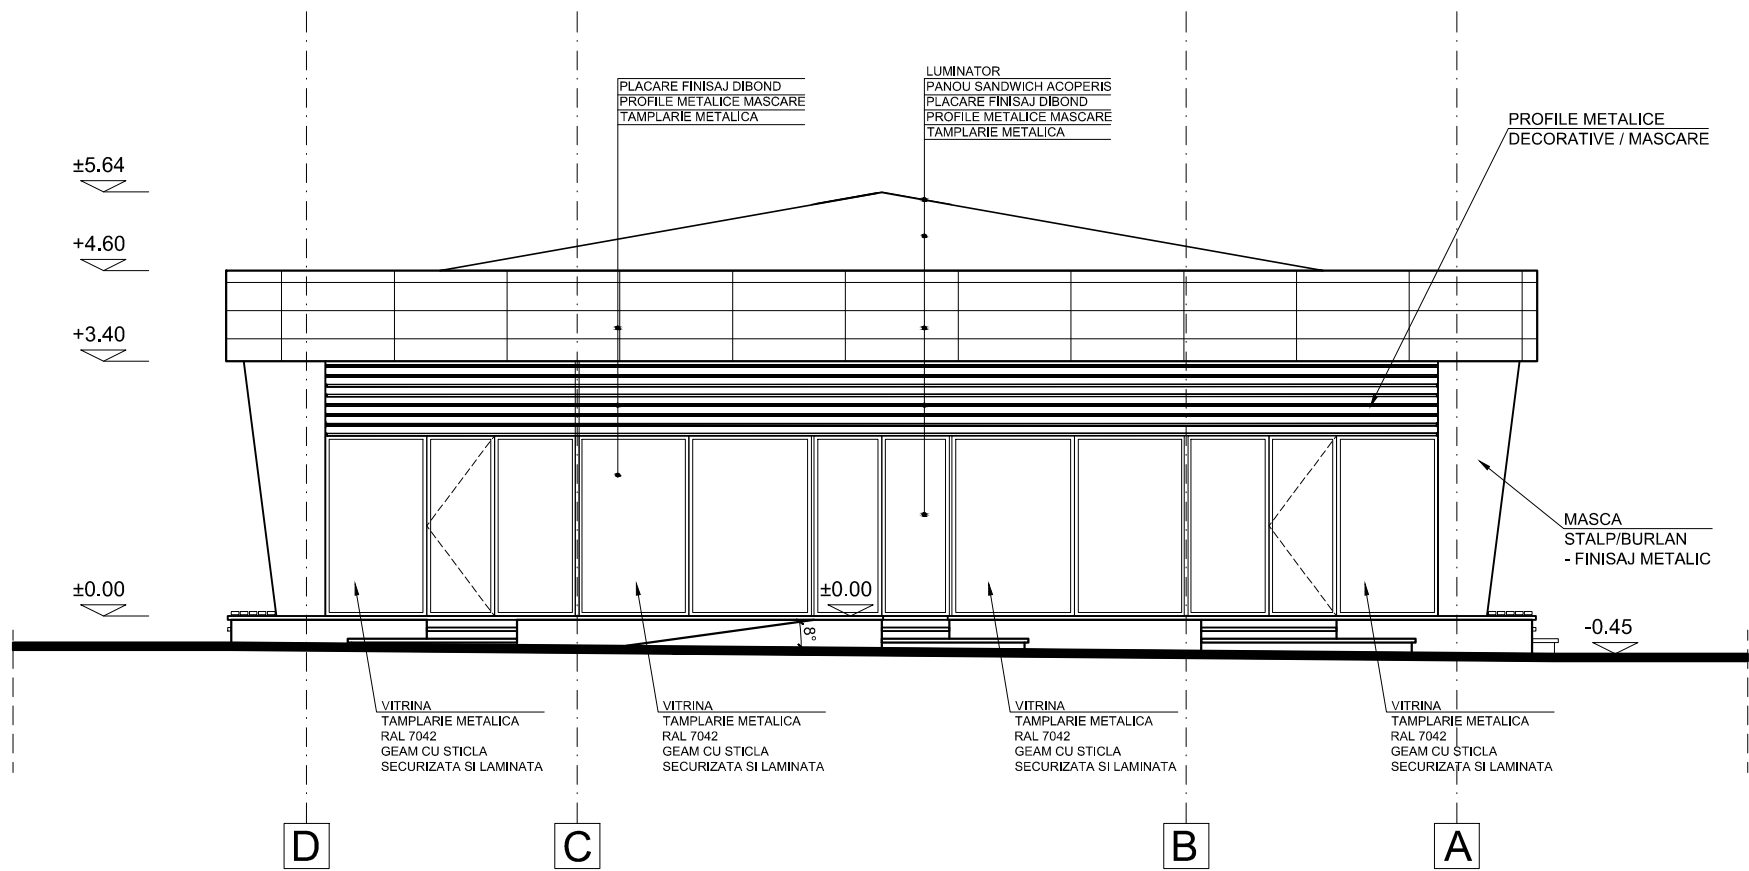 LUMINATOR
PANOU SANDWICH ACOPERIS
PLACARE FINISAJ DIBOND
PROFILE METALICE MASCARE
TAMPLARIE METALICA
PLACARE FINISAJ DIBOND
PROFILE METALICE MASCARE
TAMPLARIE METALICA
PROFILE METALICE
DECORATIVE / MASCARE
±5.64
+4.60
+3.40
±0.00
±0.00
8°
-0.45
MASCA
STALP/BURLAN
- FINISAJ METALIC
VITRINA
TAMPLARIE METALICA
RAL 7042
GEAM CU STICLA
SECURIZATA SI LAMINATA
VITRINA
TAMPLARIE METALICA
RAL 7042
GEAM CU STICLA
SECURIZATA SI LAMINATA
VITRINA
TAMPLARIE METALICA
RAL 7042
GEAM CU STICLA
SECURIZATA SI LAMINATA
VITRINA
TAMPLARIE METALICA
RAL 7042
GEAM CU STICLA
SECURIZATA SI LAMINATA
D
C
B
A